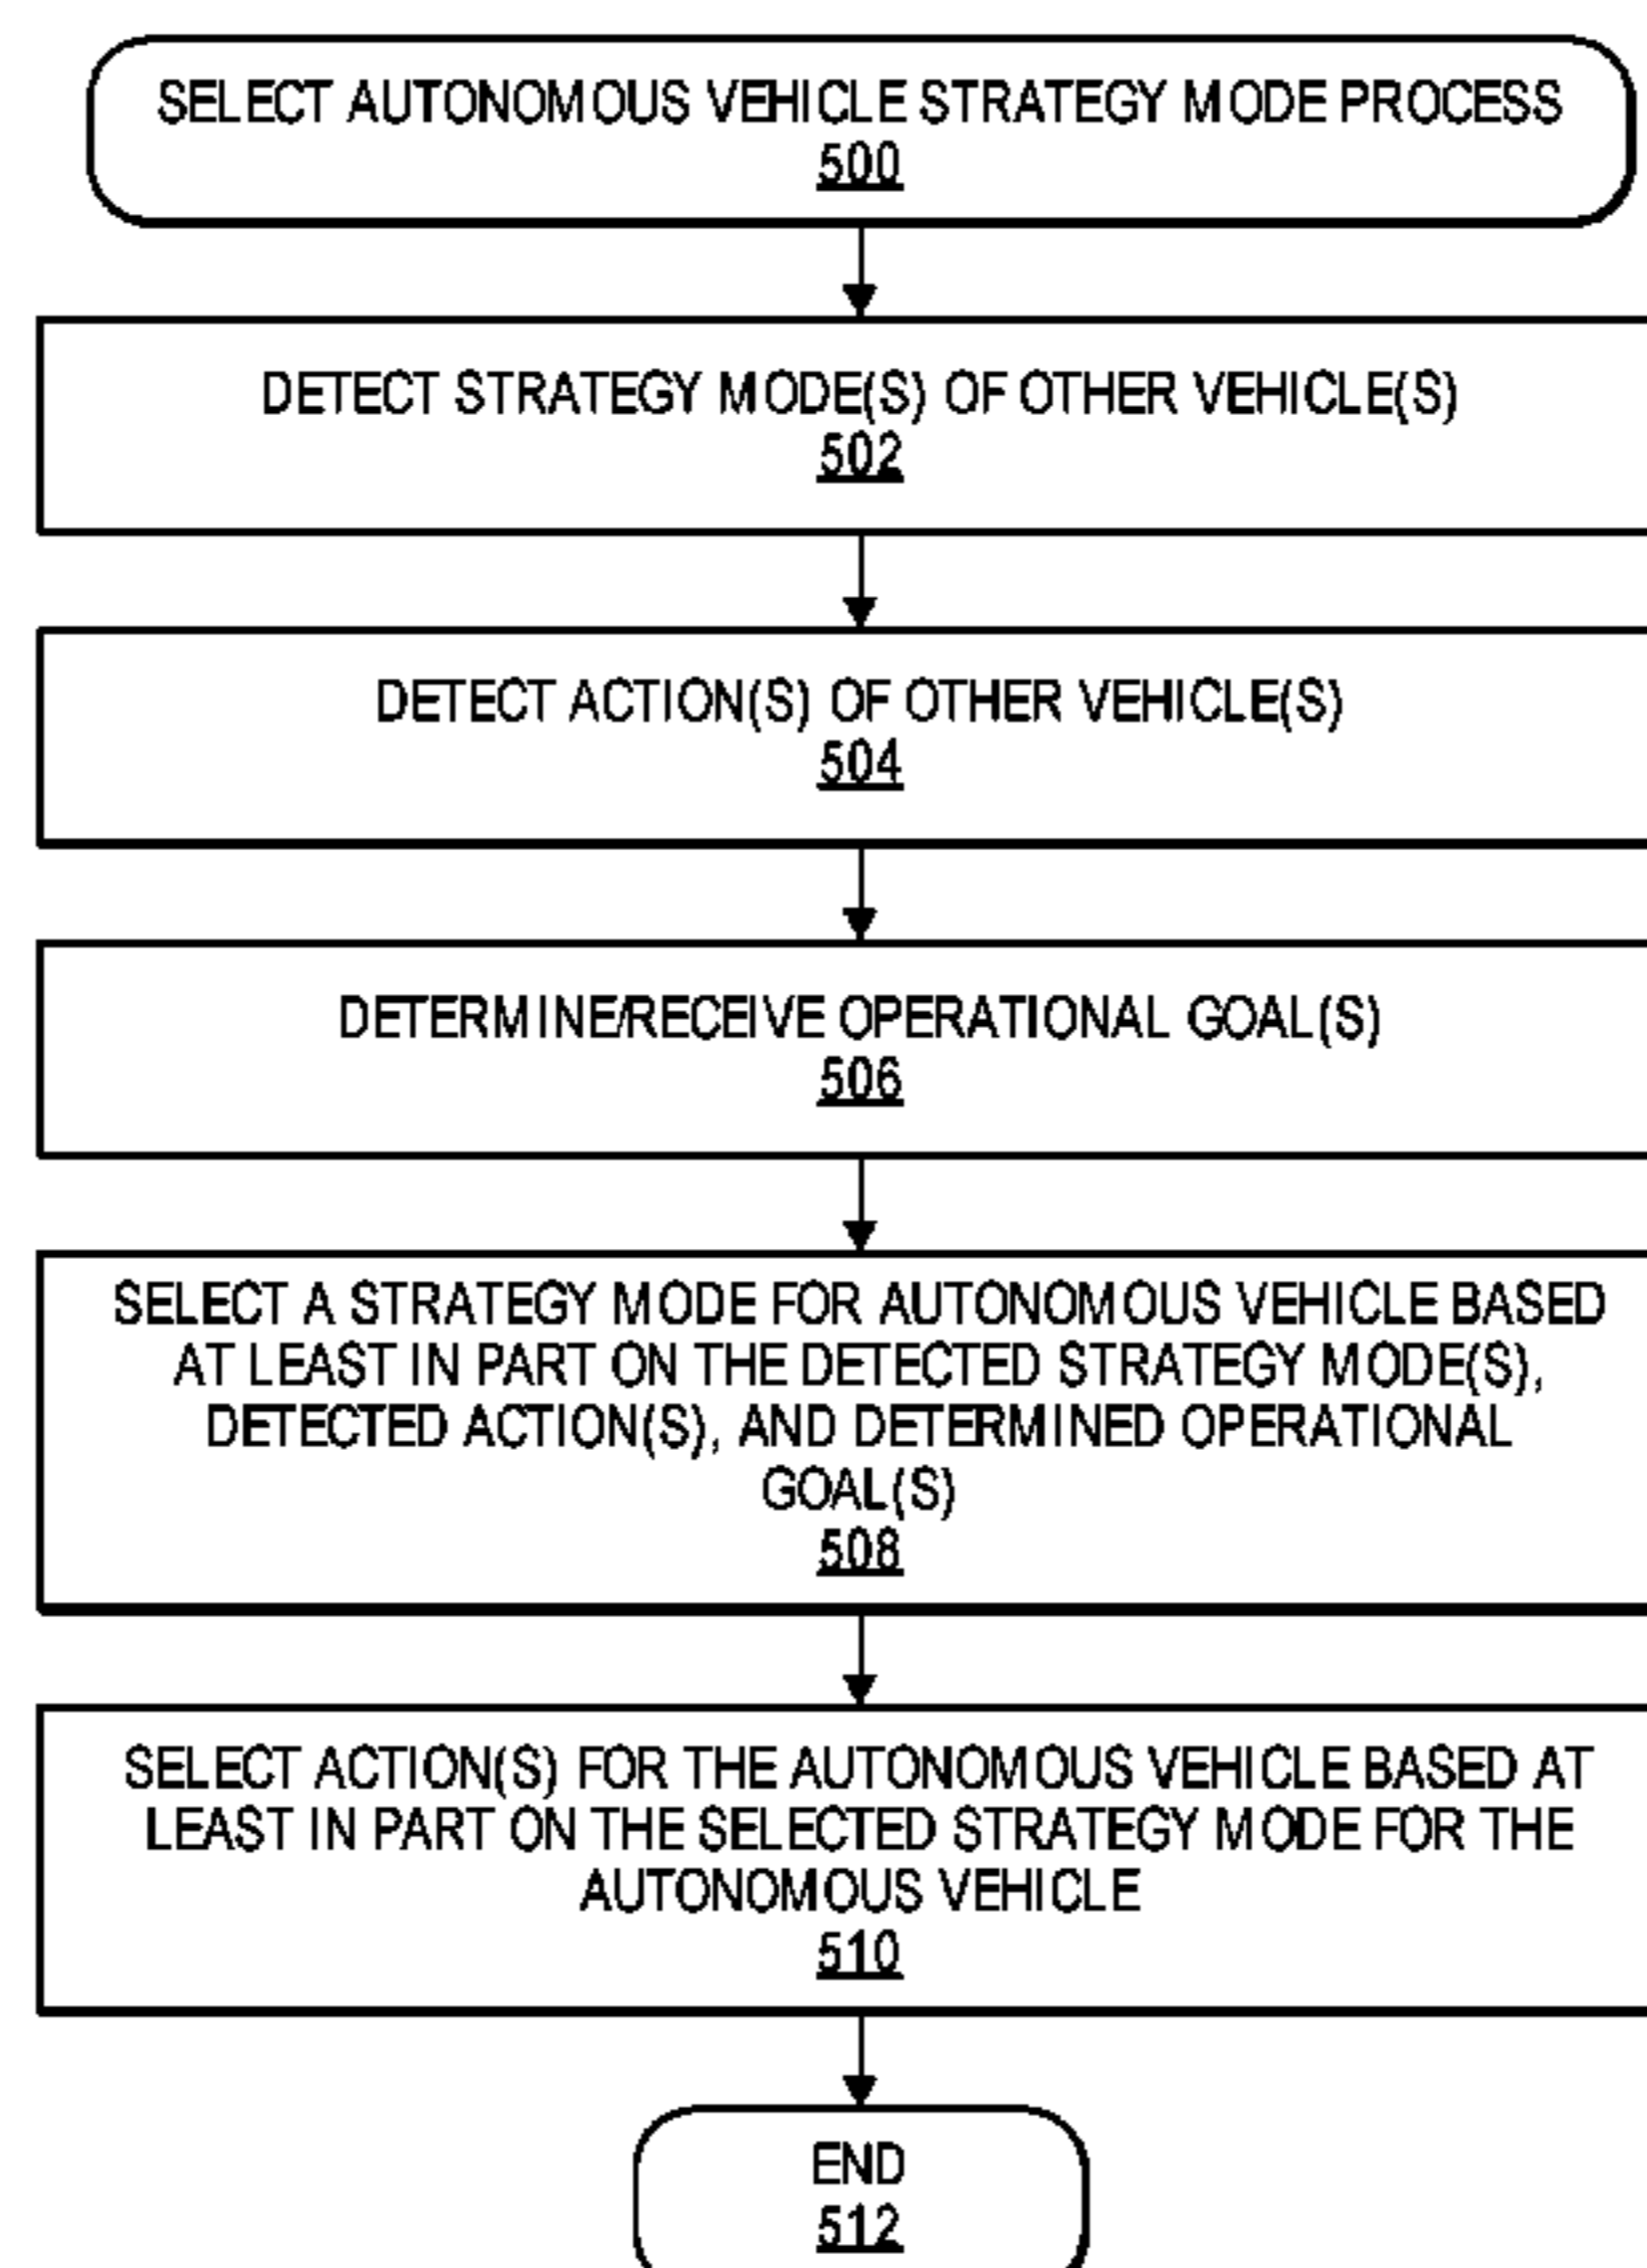 SELECT AUTONOMOUS VEHICLE STRATEGY MODE PROCESS
500
DETECT STRATEGY MODE(S) OF OTHER VEHICLE(S)
502
DETECT ACTION(S) OF OTHER VEHICLE(S)
504
DETERMINE/RECEIVE OPERATIONAL GOAL(S)
506
SELECT A STRATEGY MODE FOR AUTONOMOUS VEHICLE BASED
AT LEAST IN PART ON THE DETECTED STRATEGY MODE(S),
DETECTED ACTION(S), AND DETERMINED OPERATIONAL
GOAL(S)
508
SELECT ACTION(S) FOR THE AUTONOMOUS VEHICLE BASED AT
LEAST IN PART ON THE SELECTED STRATEGY MODE FOR THE
AUTONOMOUS VEHICLE
510
END
512